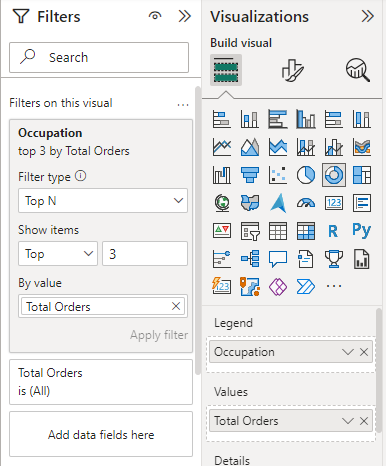 Filters
Search
Filters on this visual
...
Occupation
top 3 by Total Orders
Filter type
Top N
Show items
Top
3
By value
Total Orders
Apply filter
Total Orders
is (All)
Add data fields here
Visualizations
Build visual
123
R
Py
123
...
Legend
Occupation
Values
Total Orders
Details